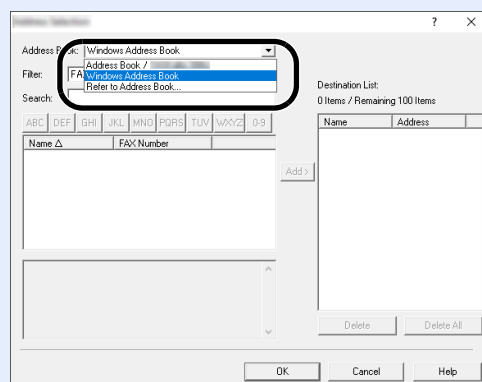 ?
Address Book: Windows Address Book
Address Book /
Windows Address Book
Refer to Address Book...
Filter: FA
Search:
Destination List:
0 Items / Remaining 100 Items
ABC DEF GHI JKL MNO PQRS TUV WXYZ 0-9
Name FAX Number
Name Address
Add >
Delete Delete All
OK Cancel Help